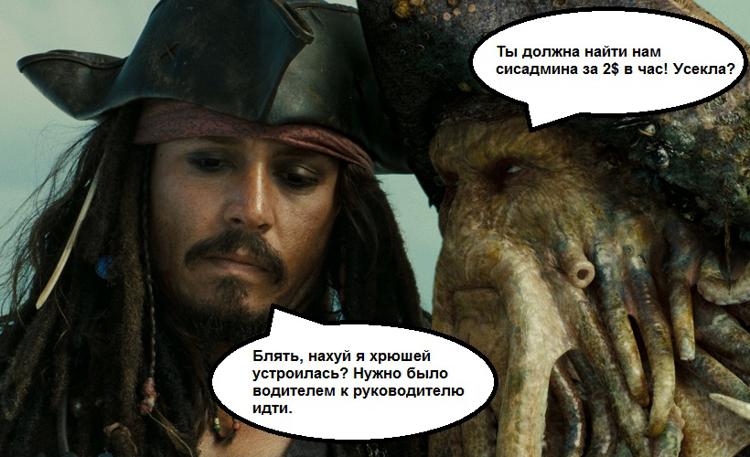 Ты должна найти нам
сисадмина за 2$ в час! Усекла?
Блять, нахуй я хрюшей
устроилась? Нужно было
водителем к руководителю
идти.